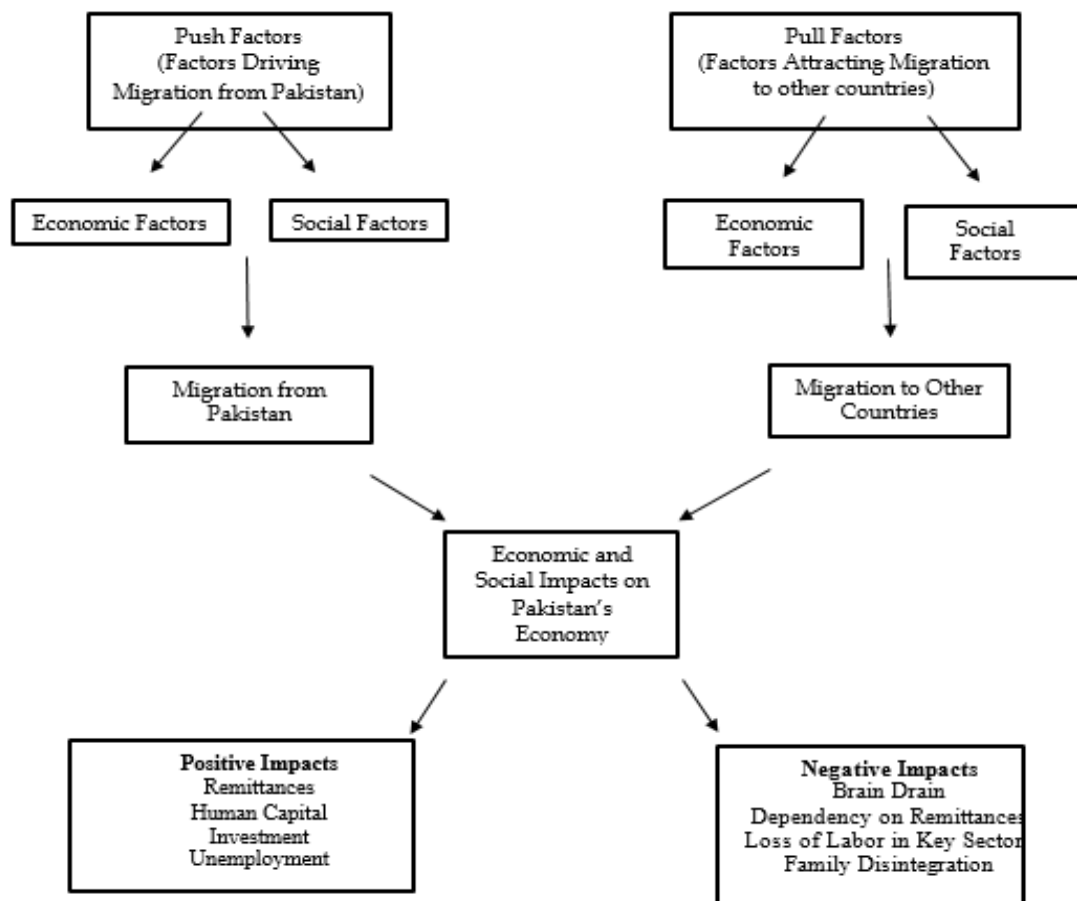 Push Factors
(Factors Driving
Migration from Pakistan)
Pull Factors
(Factors Attracting Migration
to other countries)
Economic Factors
Social Factors
Economic
Factors
Social
Factors
Migration from
Pakistan
Migration to Other
Countries
Economic and
Social Impacts on
Pakistan's
Economy
Positive Impacts
Remittances
Human Capital
Investment
Unemployment
Negative Impacts
Brain Drain
Dependency on Remittances
Loss of Labor in Key Sector
Family Disintegration